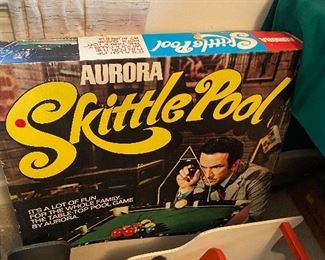 Skittle Pool
AURORA
AURORA
Skittle Pool
IT'S A LOT OF FUN
FOR THE WHOLE FAMILY.
THE TABLE-TOP POOL GAME
BY AURORA.